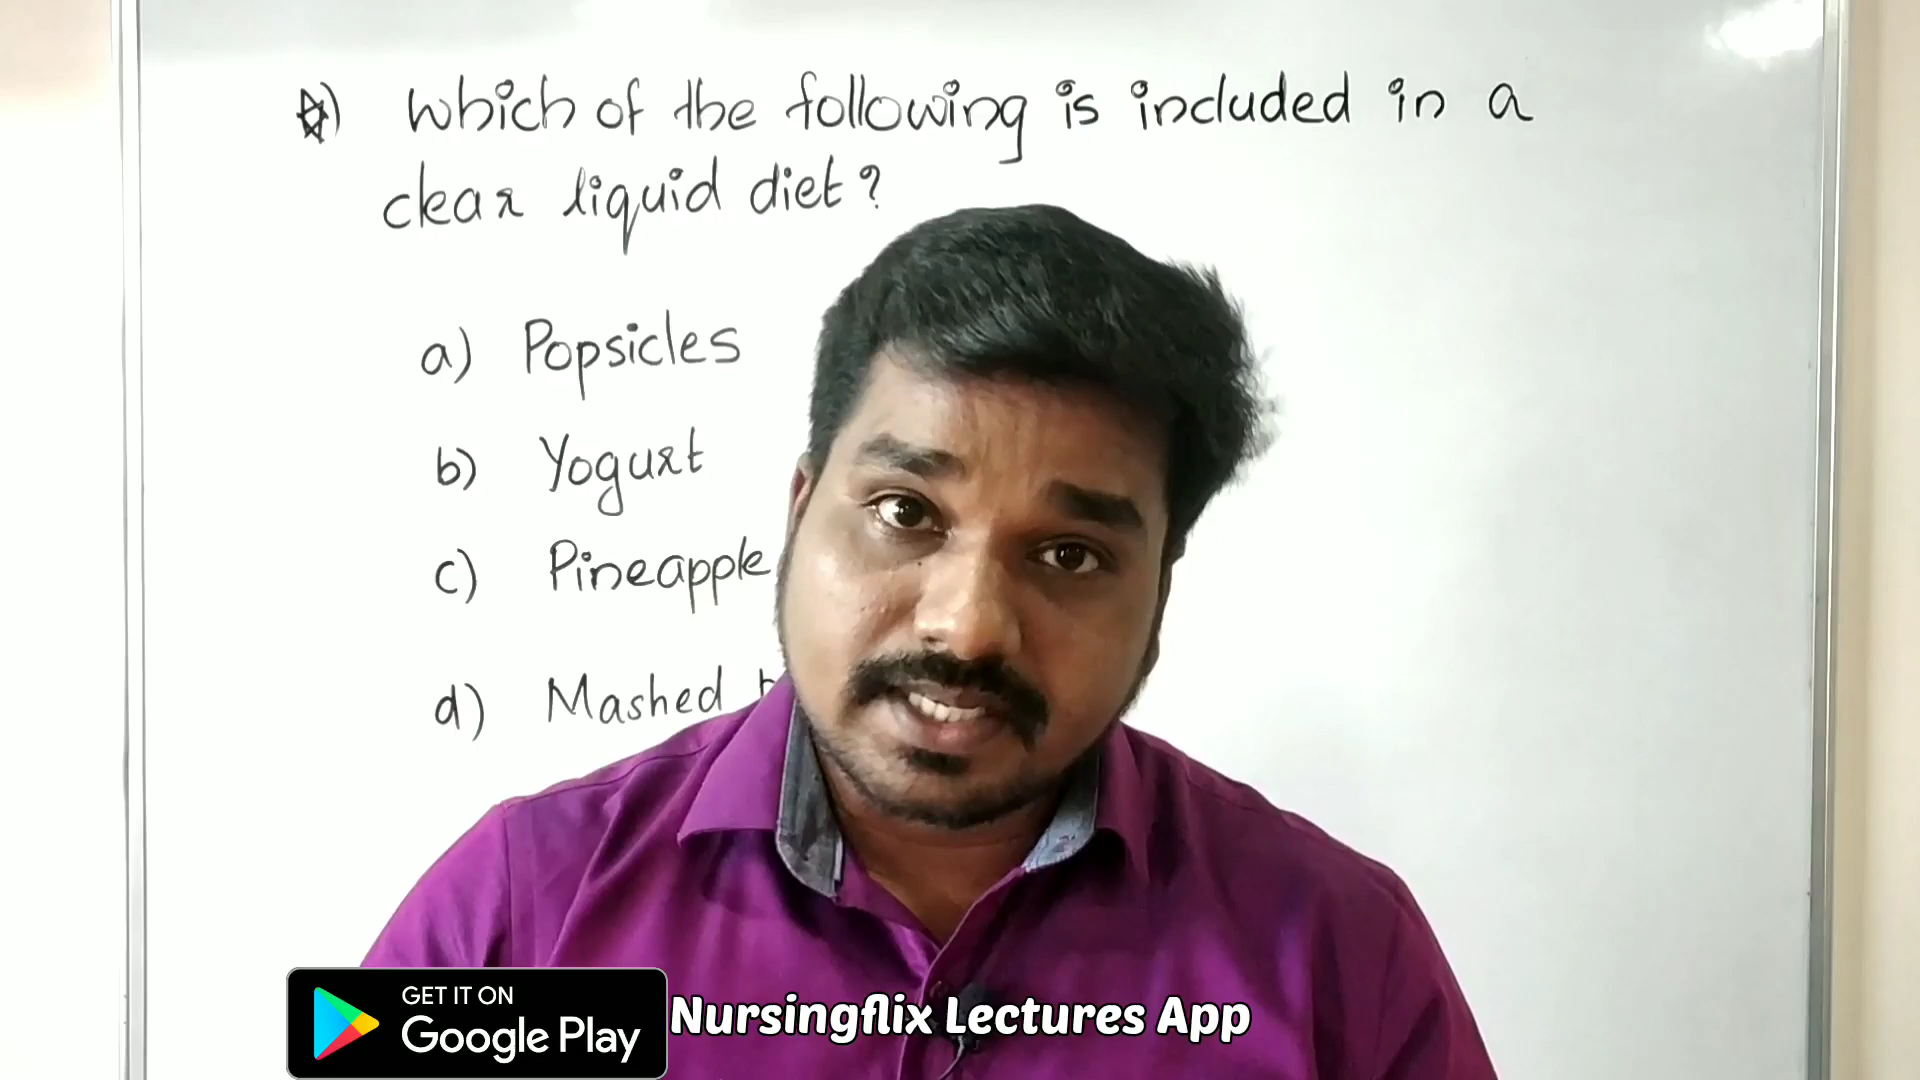 Q) Which of the following is included in a
clear liquid diet?
a) Popsicles
b) Yogurt
c) Pineapple
d) Mashed
GET IT ON
Google Play
Nursingflix Lectures App